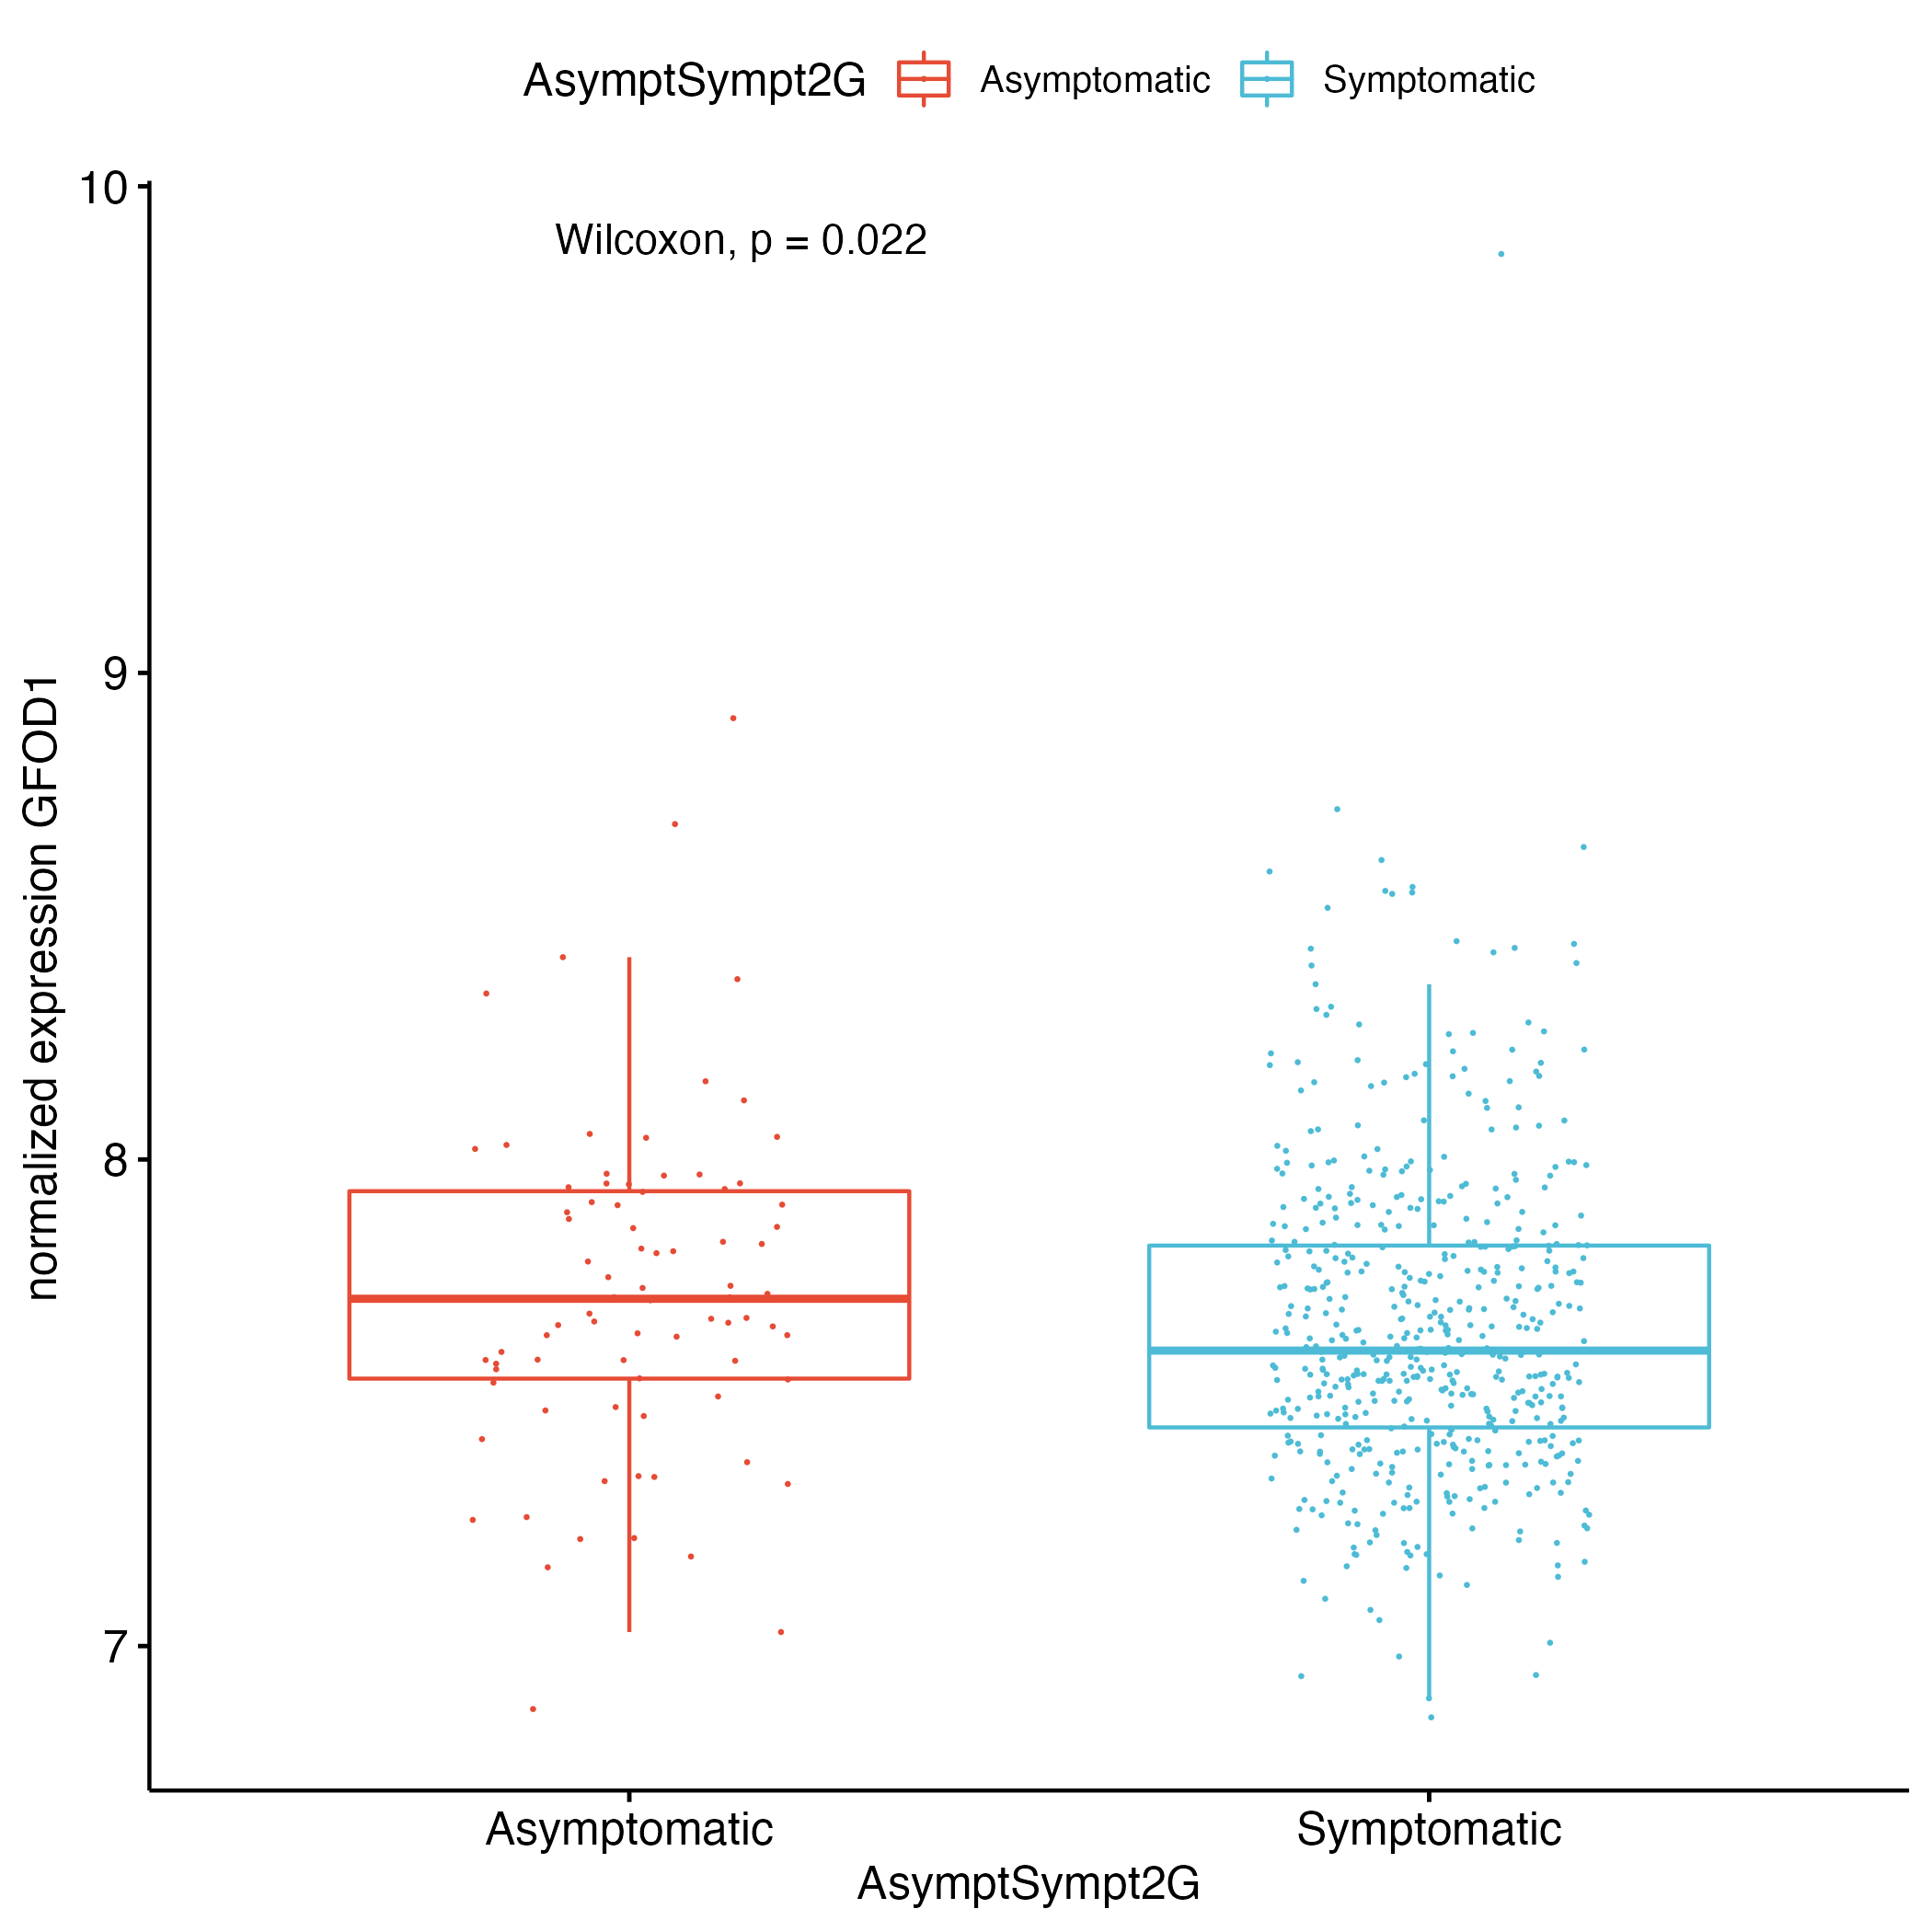 AsymptSympt2G Asymptomatic Symptomatic
10
Wilcoxon, p = 0.022
9
normalized expression GFOD1
8
7
Asymptomatic Symptomatic
AsymptSympt2G